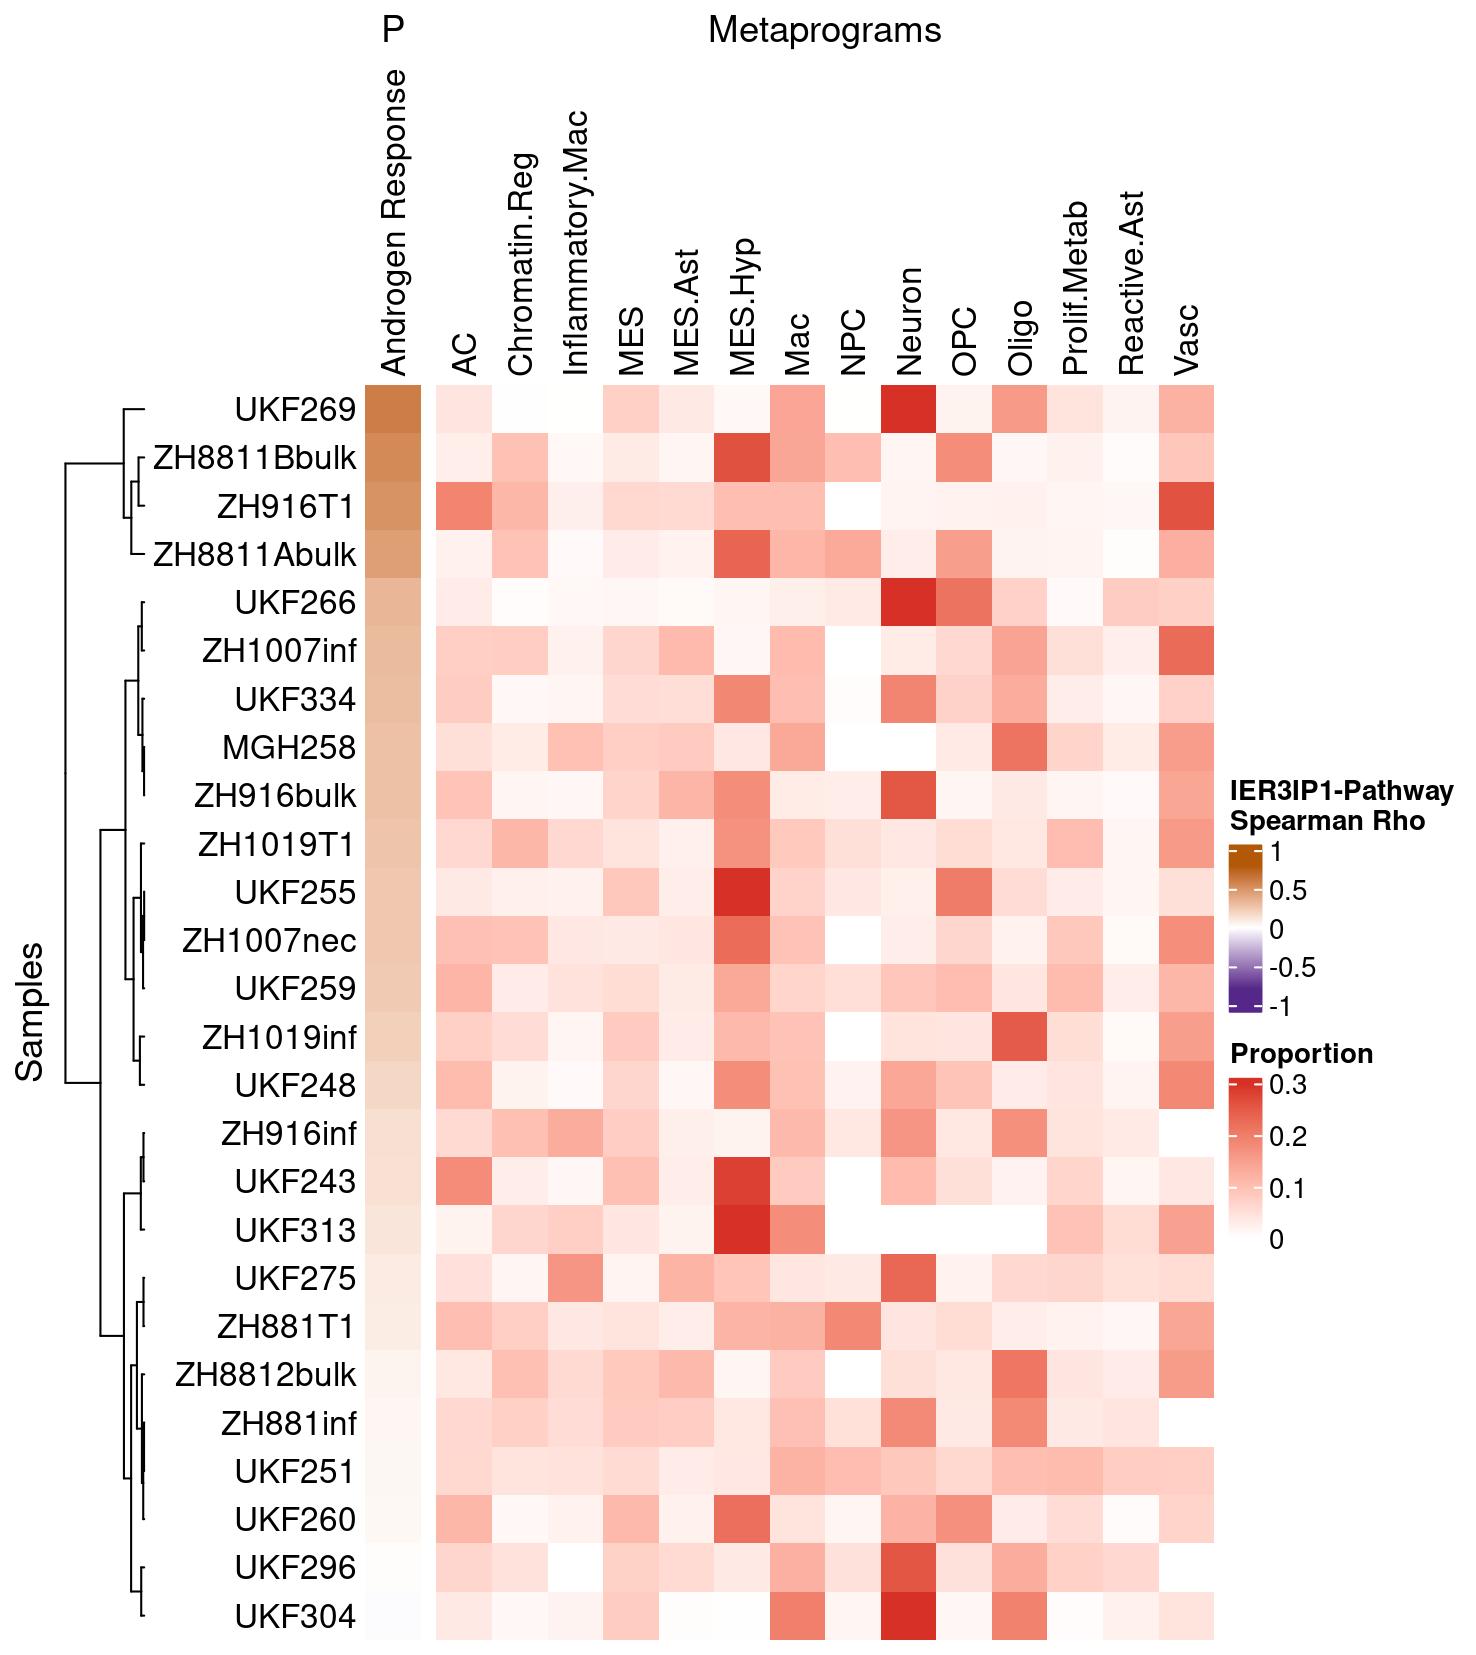 P
Metaprograms
Androgen Response
AC
Chromatin.Reg
Inflammatory.Mac
MES
MES.Ast
MES.Hyp
Mac
NPC
Neuron
OPC
Oligo
Prolif.Metab
Reactive.Ast
Vasc
Samples
UKF269
ZH8811Bbulk
ZH916T1
ZH8811Abulk
UKF266
ZH1007inf
UKF334
MGH258
ZH916bulk
ZH1019T1
UKF255
ZH1007nec
UKF259
ZH1019inf
UKF248
ZH916inf
UKF243
UKF313
UKF275
ZH881T1
ZH8812bulk
ZH881inf
UKF251
UKF260
UKF296
UKF304
IER3IP1-Pathway
Spearman Rho
1
0.5
0
-0.5
-1
Proportion
0.3
0.2
0.1
0